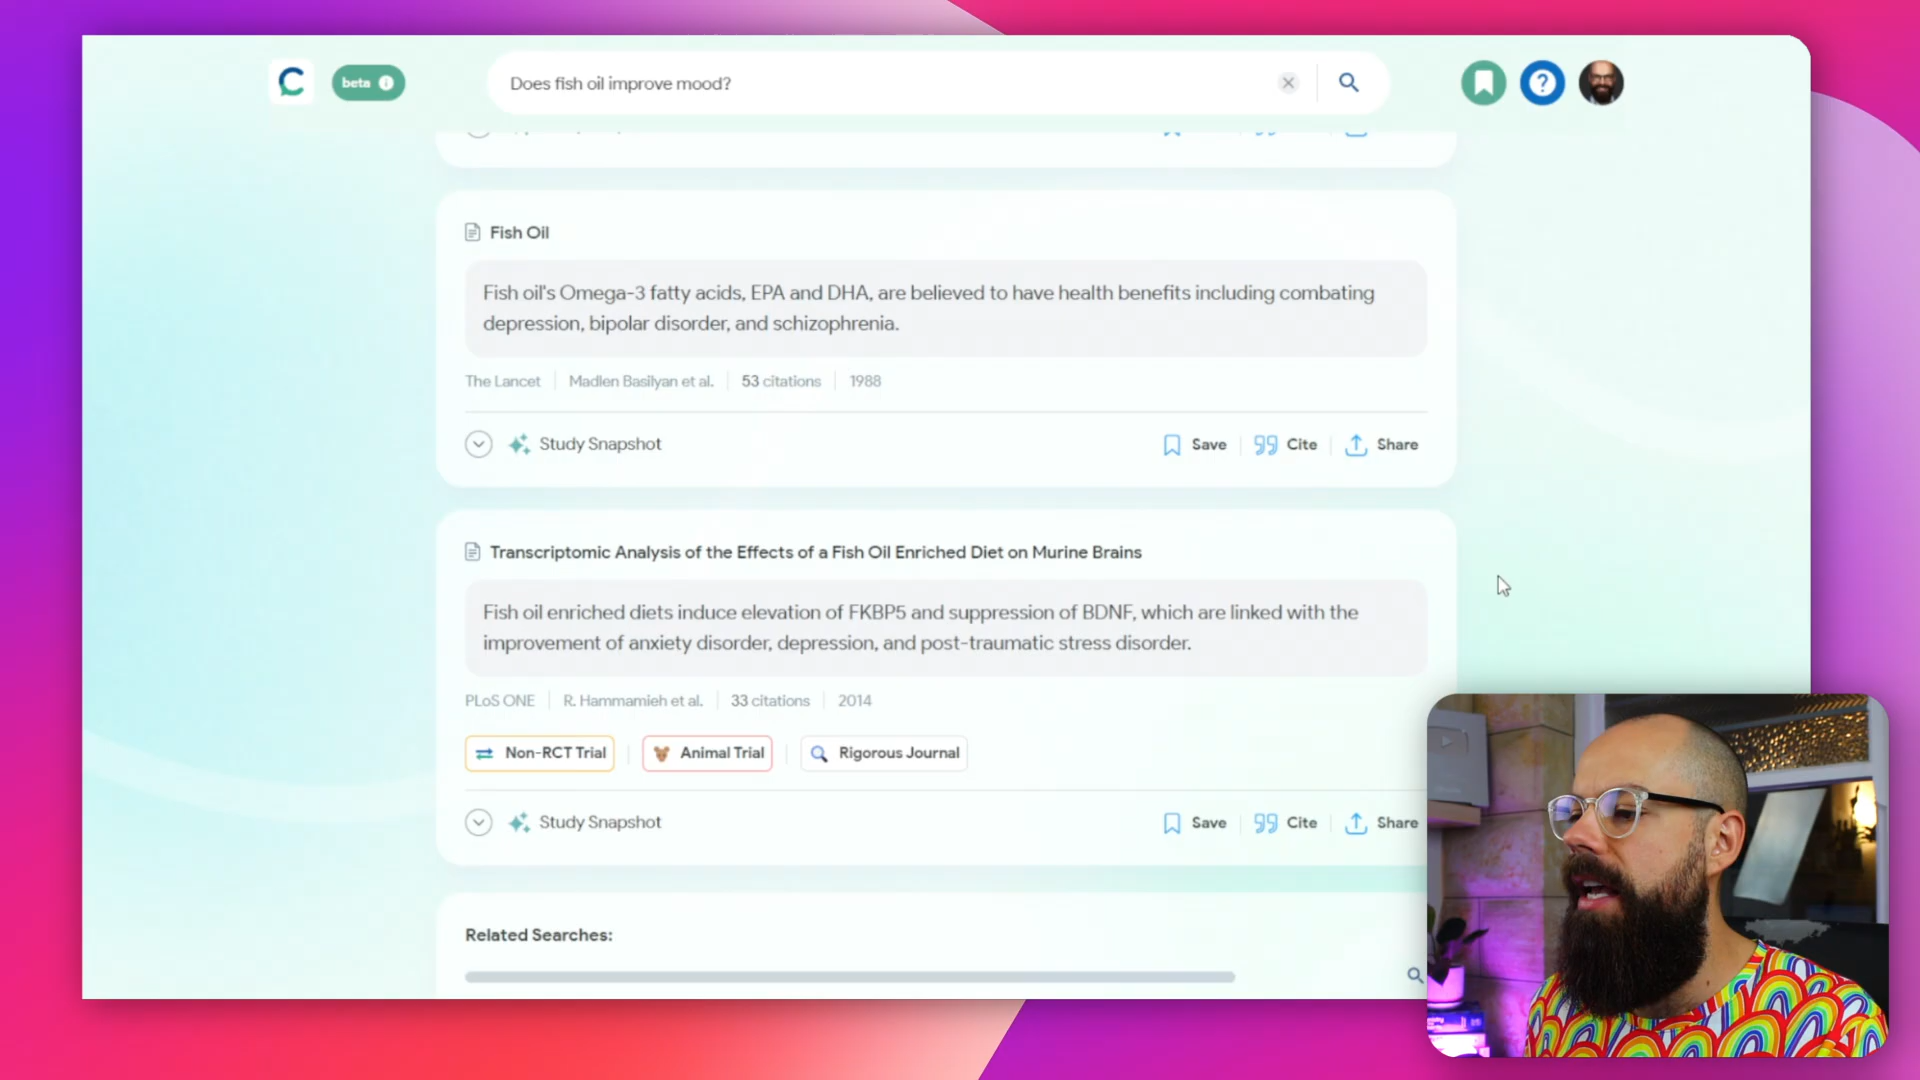 beta
Does fish oil improve mood?
Fish Oil
Fish oil's Omega-3 fatty acids, EPA and DHA, are believed to have health benefits including combating
depression, bipolar disorder, and schizophrenia.
The Lancet | Madlen Basilyan et al. | 53 citations | 1988
Study Snapshot Save Cite Share
Transcriptomic Analysis of the Effects of a Fish Oil Enriched Diet on Murine Brains
Fish oil enriched diets induce elevation of FKBP5 and suppression of BDNF, which are linked with the
improvement of anxiety disorder, depression, and post-traumatic stress disorder.
PLoS ONE | R. Hammamieh et al. | 33 citations | 2014
Non-RCT Trial | Animal Trial | Rigorous Journal
Study Snapshot Save Cite Share
Related Searches: